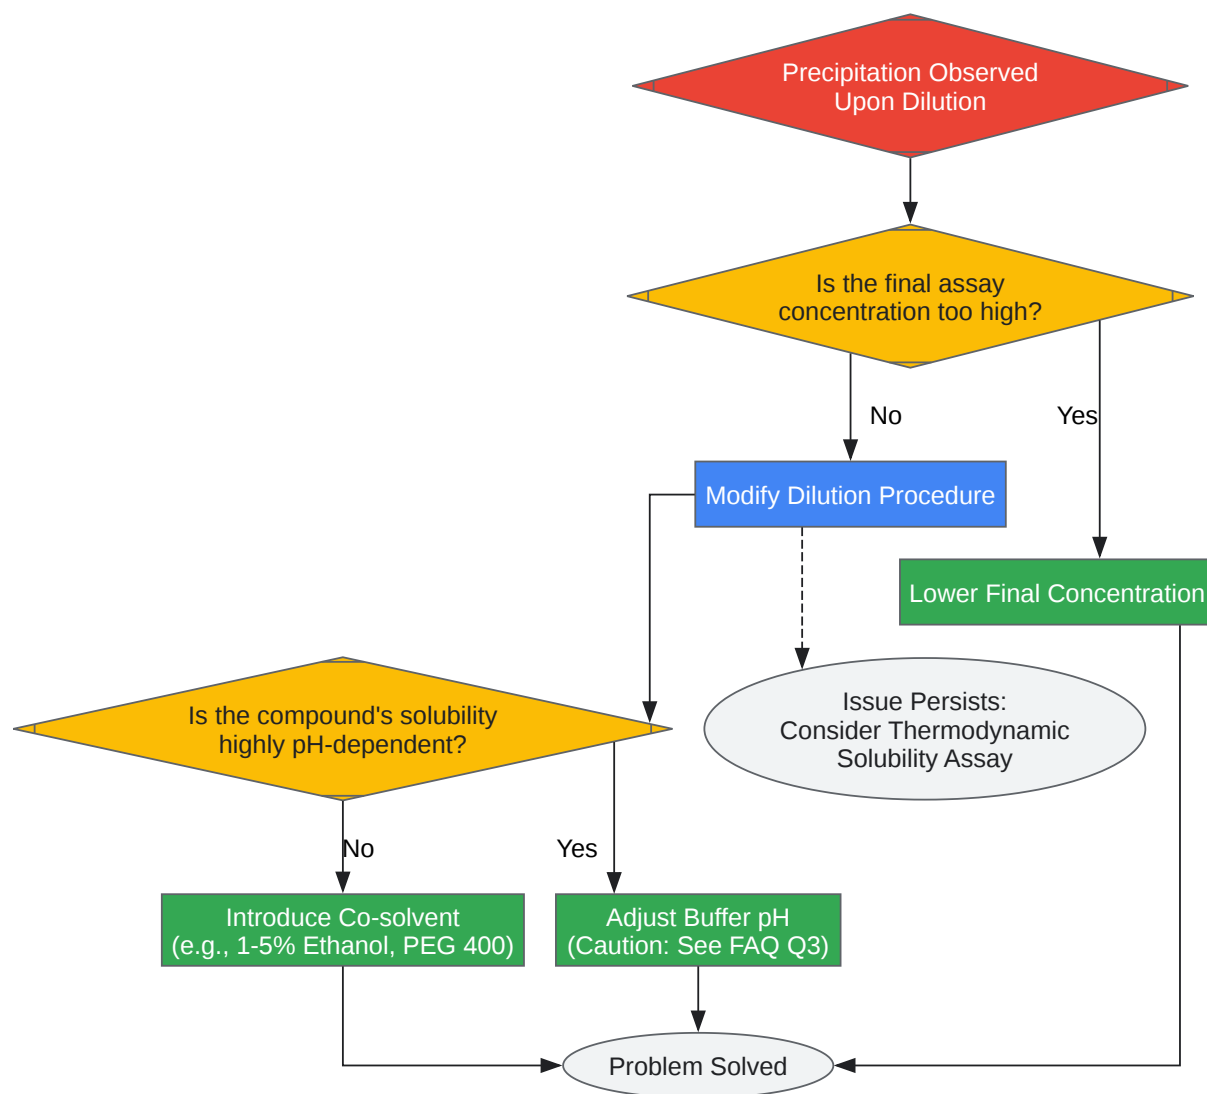 Precipitation Observed
Upon Dilution
Is the final assay
concentration too high?
No
Yes
Modify Dilution Procedure
Lower Final Concentration
Is the compound's solubility
highly pH-dependent?
Issue Persists:
Consider Thermodynamic
Solubility Assay
No
Yes
Introduce Co-solvent
(e.g., 1-5% Ethanol, PEG 400)
Adjust Buffer pH
(Caution: See FAQ Q3)
Problem Solved